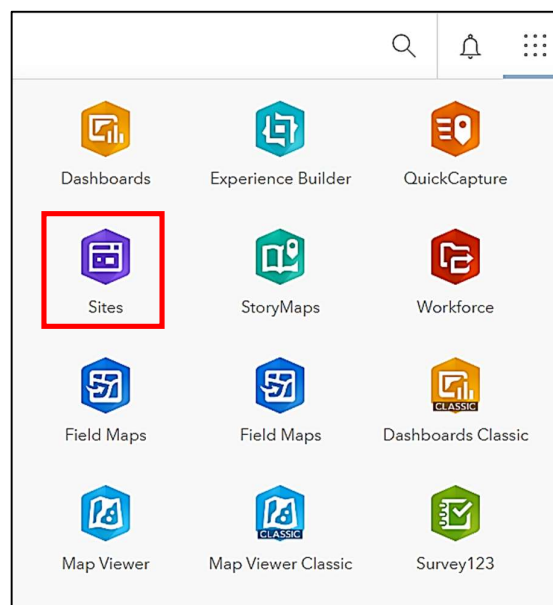 Dashboards
Experience Builder
QuickCapture
Sites
StoryMaps
Workforce
Field Maps
Field Maps
CLASSIC
Dashboards Classic
Map Viewer
CLASSIC
Map Viewer Classic
Survey123